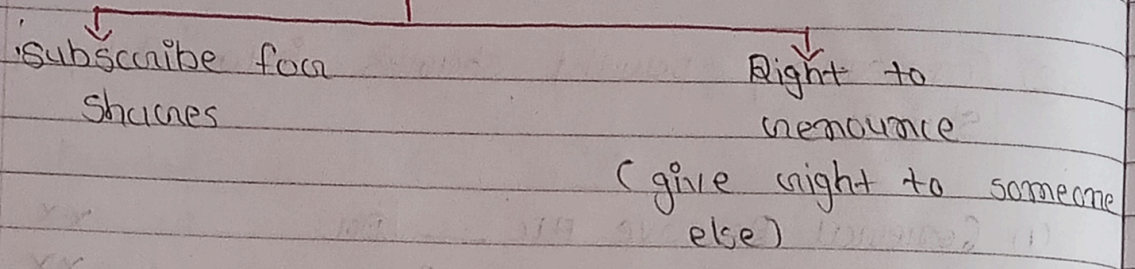 Subscribe for
Shares
Right to
renounce
(give right to someone
else)